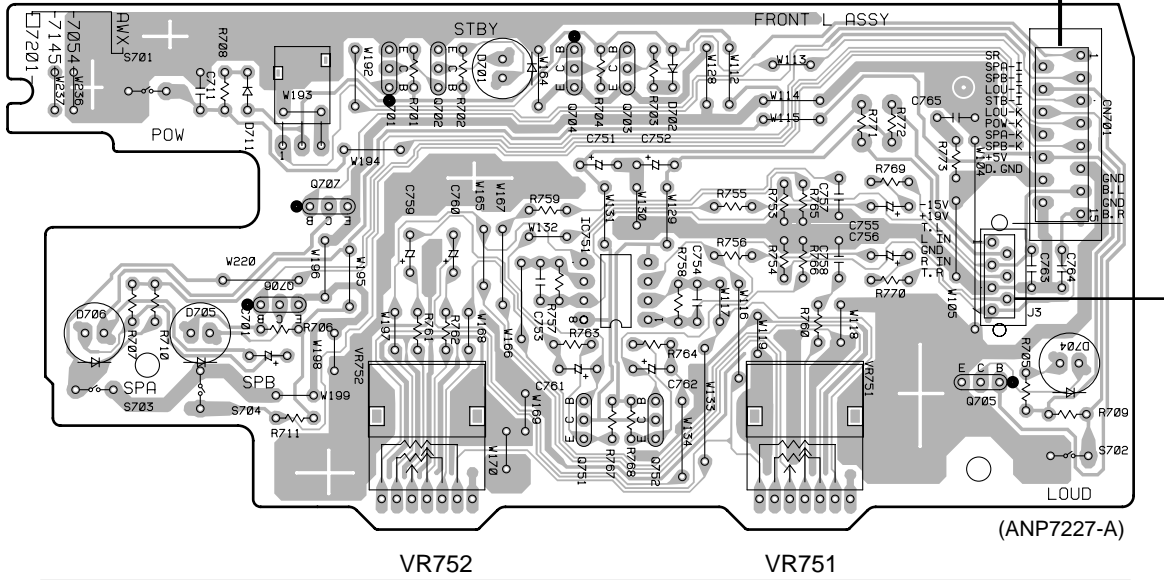 AWX-
7201
-7145
-7054
W237
W236
S701
R708
C711
D711
POW
W193
1
W194
STBY
W192
E C B
Q701
R701
E C B
Q702
R702
D701
W164
B C E
Q704
R704
B C E
Q703
R703
D702
W128
W112
FRONT L ASSY
W113
W114
W115
C751
C752
R771
R772
C765
R773
W104
SR
SPA-I
SPB-I
LOU-I
STB-I
LOU-K
POW-K
SPA-K
SPB-K
+5V
D.GND
1
CN701
GND
B.L
GND
B.R
15
Q707
B C E
C759
C760
W165
W167
R759
W132
IC751
W131
W130
W129
R755
R753
R765
C757
R769
C755
C756
-15V
+19V
T.L
IN
GND
IN
T.R
R756
R754
R766
C758
R770
W220
W196
W195
Q706
B C E
C701
R706
W198
W199
D706
R707
R710
D705
SPA
S703
SPB
S704
R711
W197
R761
R762
W168
W166
C753
R757
8
1
R758
C754
W117
W116
W119
R760
W118
W105
J3
C763
C764
VR752
R763
R764
C761
C762
W169
W170
E C B
Q751
R767
R768
E C B
Q752
W134
W133
VR751
E C B
Q705
R705
D704
R709
S702
LOUD
(ANP7227-A)
VR752
VR751